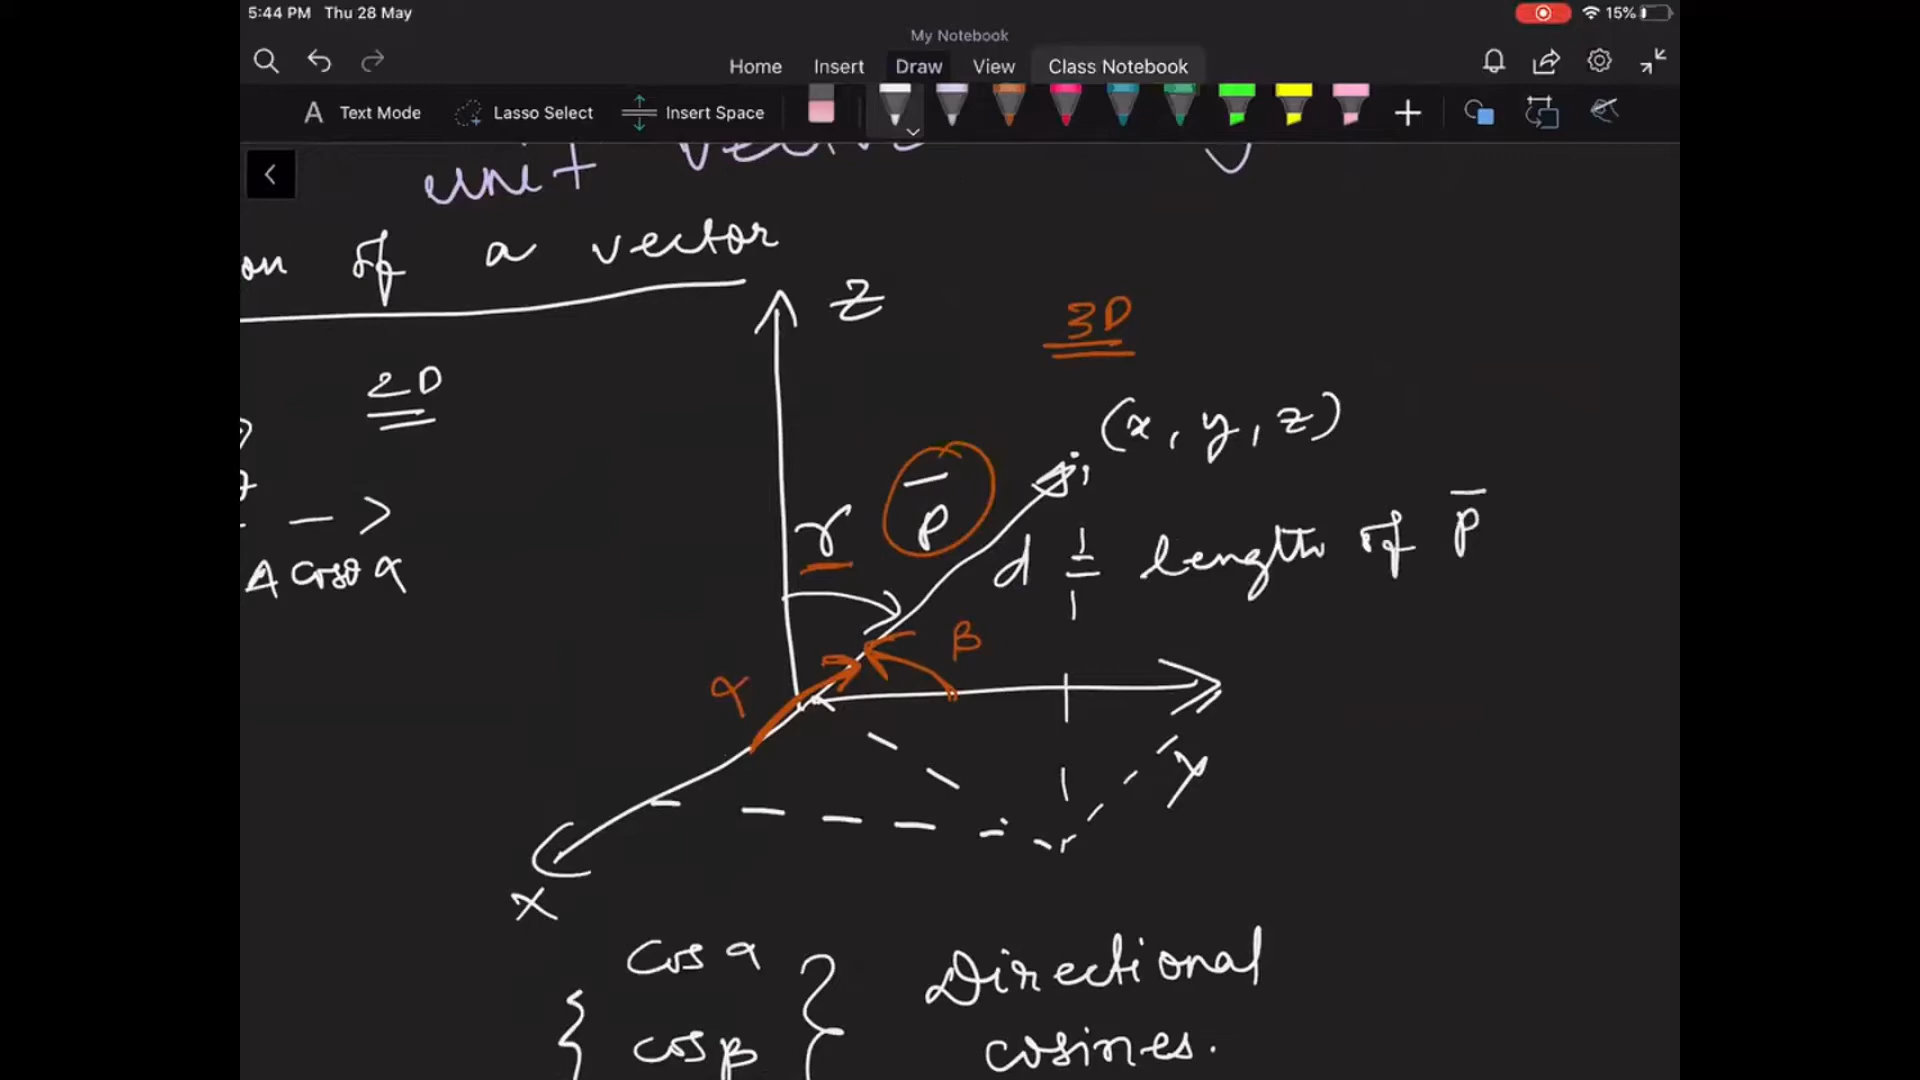 5:44 PM Thu 28 May
15%
My Notebook
Home Insert Draw View Class Notebook
A Text Mode Lasso Select Insert Space
unit
on of a vector
z
3D
2D
(x, y, z)
p
γ
d = length of p
A cosθ α
β
α
y
x
cos α
Directional
cos β
cosines.